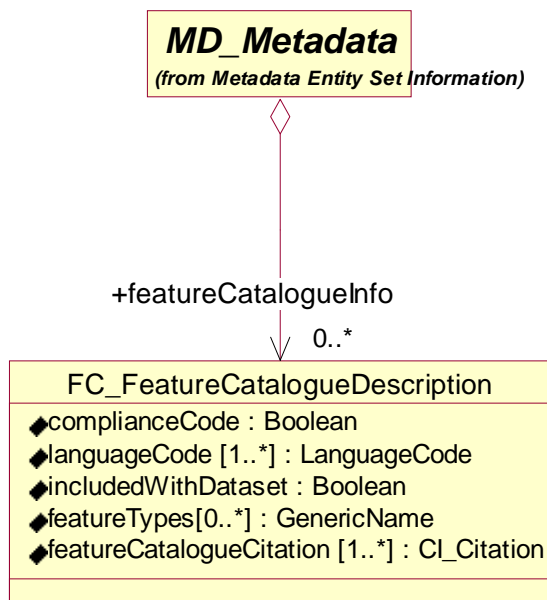 MD_Metadata
(from Metadata Entity Set Information)
+featureCatalogueInfo
0..*
FC_FeatureCatalogueDescription
complianceCode : Boolean
languageCode [1..*] : LanguageCode
includedWithDataset : Boolean
featureTypes[0..*] : GenericName
featureCatalogueCitation [1..*] : CI_Citation